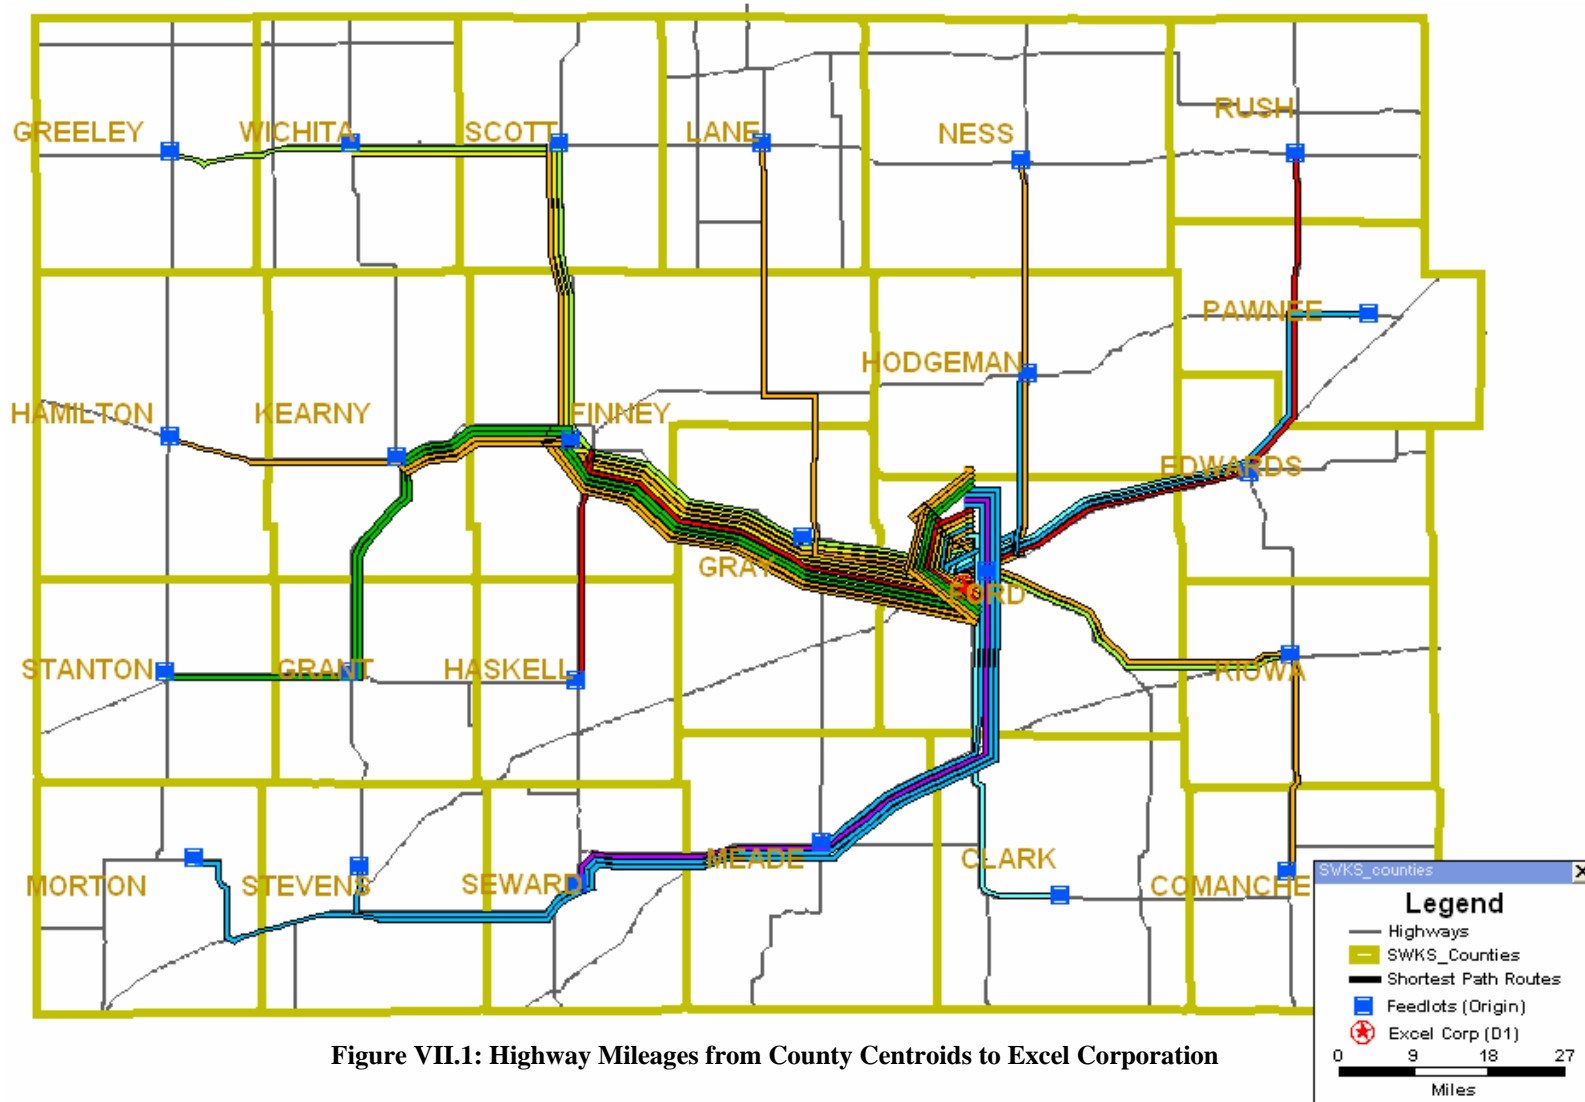 GREELEY
WICHITA
SCOTT
LANE
NESS
RUSH
PAWNEE
HODGEMAN
HAMILTON
KEARNY
FINNEY
EDWARDS
GRAY
FORD
STANTON
GRANT
HASKELL
KIOWA
MORTON
STEVENS
SEWARD
MEADE
CLARK
COMANCHE
SWKS_counties
Legend
Highways
SWKS_Counties
Shortest Path Routes
Feedlots (Origin)
Excel Corp (D1)
0 9 18 27
Miles
Figure VII.1: Highway Mileages from County Centroids to Excel Corporation